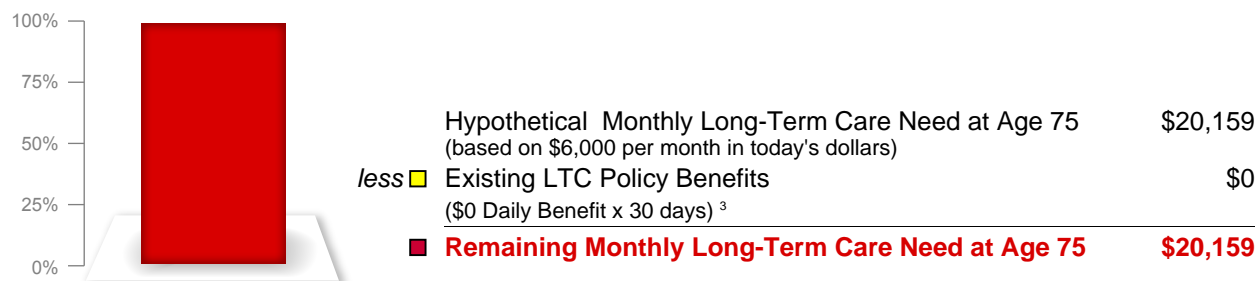 100%
75%
50%
25%
0%
Hypothetical Monthly Long-Term Care Need at Age 75 $20,159
(based on $6,000 per month in today's dollars)
less Existing LTC Policy Benefits $0
($0 Daily Benefit x 30 days) 3
Remaining Monthly Long-Term Care Need at Age 75 $20,159